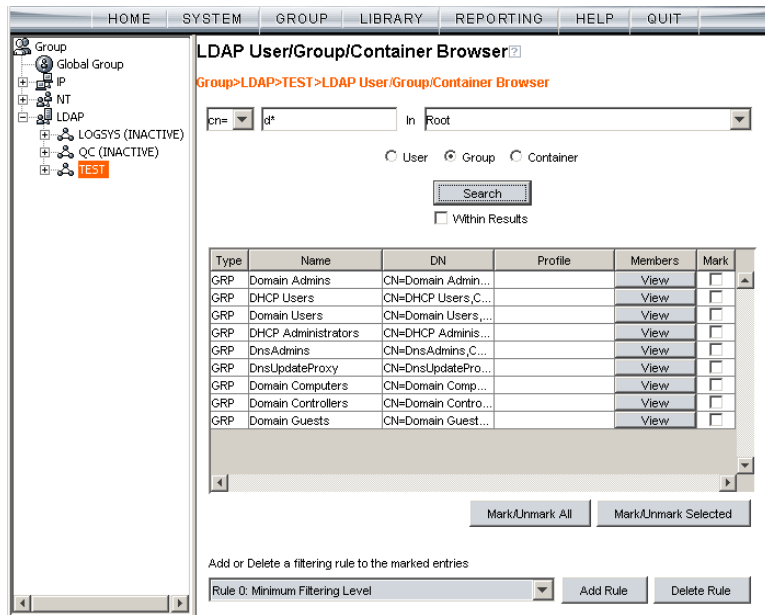 HOME SYSTEM GROUP LIBRARY REPORTING HELP QUIT
Group
Global Group
IP
NT
LDAP
LOGSYS (INACTIVE)
QC (INACTIVE)
TEST
LDAP User/Group/Container Browser?
Group>LDAP>TEST>LDAP User/Group/Container Browser
cn= d* In Root
User Group Container
Search
Within Results
Type Name DN Profile Members Mark
GRP Domain Admins CN=Domain Admin... View
GRP DHCP Users CN=DHCP Users,C... View
GRP Domain Users CN=Domain Users,... View
GRP DHCP Administrators CN=DHCP Adminis... View
GRP DnsAdmins CN=DnsAdmins,C... View
GRP DnsUpdateProxy CN=DnsUpdatePro... View
GRP Domain Computers CN=Domain Comp... View
GRP Domain Controllers CN=Domain Contro... View
GRP Domain Guests CN=Domain Guest... View
Mark/Unmark All Mark/Unmark Selected
Add or Delete a filtering rule to the marked entries
Rule 0: Minimum Filtering Level Add Rule Delete Rule